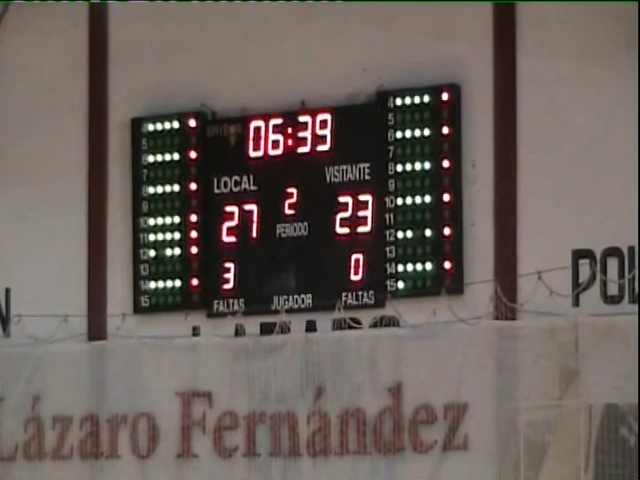 06:39
LOCAL 2 VISITANTE
27 PERIODO 23
3 0
FALTAS JUGADOR FALTAS
4 4
5 5
6 6
7 7
8 8
9 9
10 10
11 11
12 12
13 13
14 14
15 15
POL
Lázaro Fernández